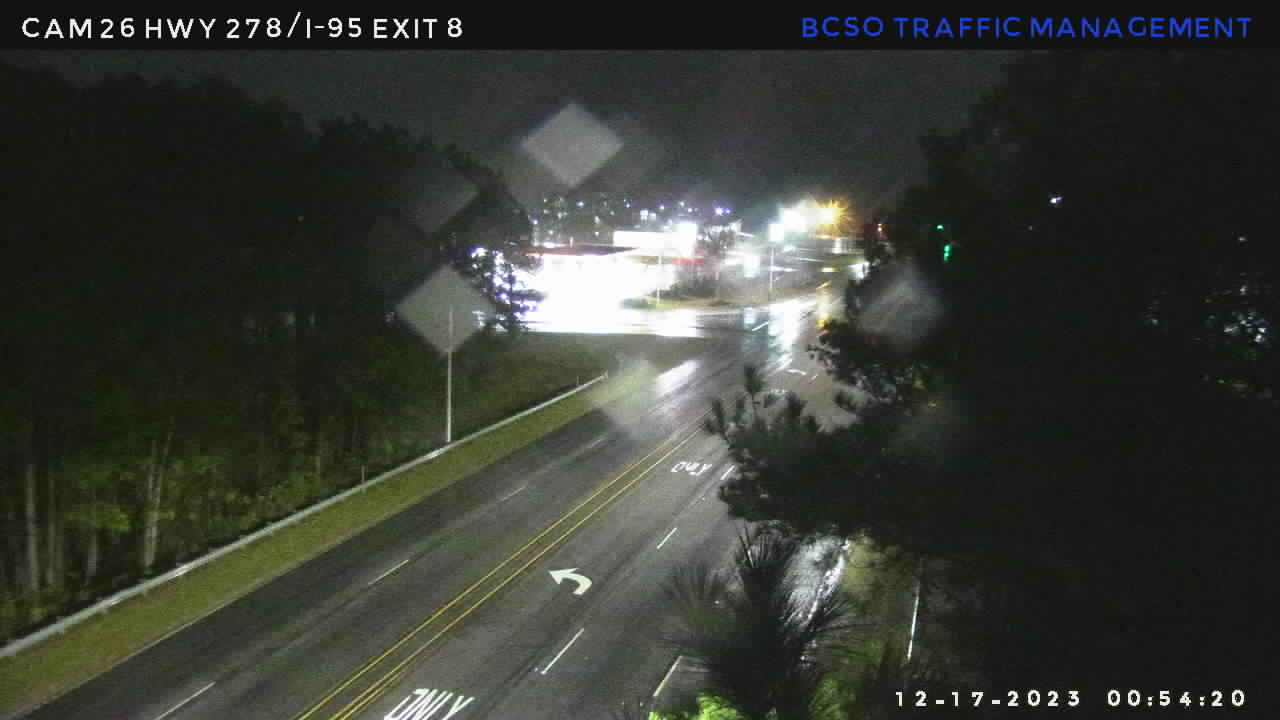 CAM26 HWY 278/I-95 EXIT 8
BCSO TRAFFIC MANAGEMENT
ONLY
ONLY
12-17-2023 00:54:20